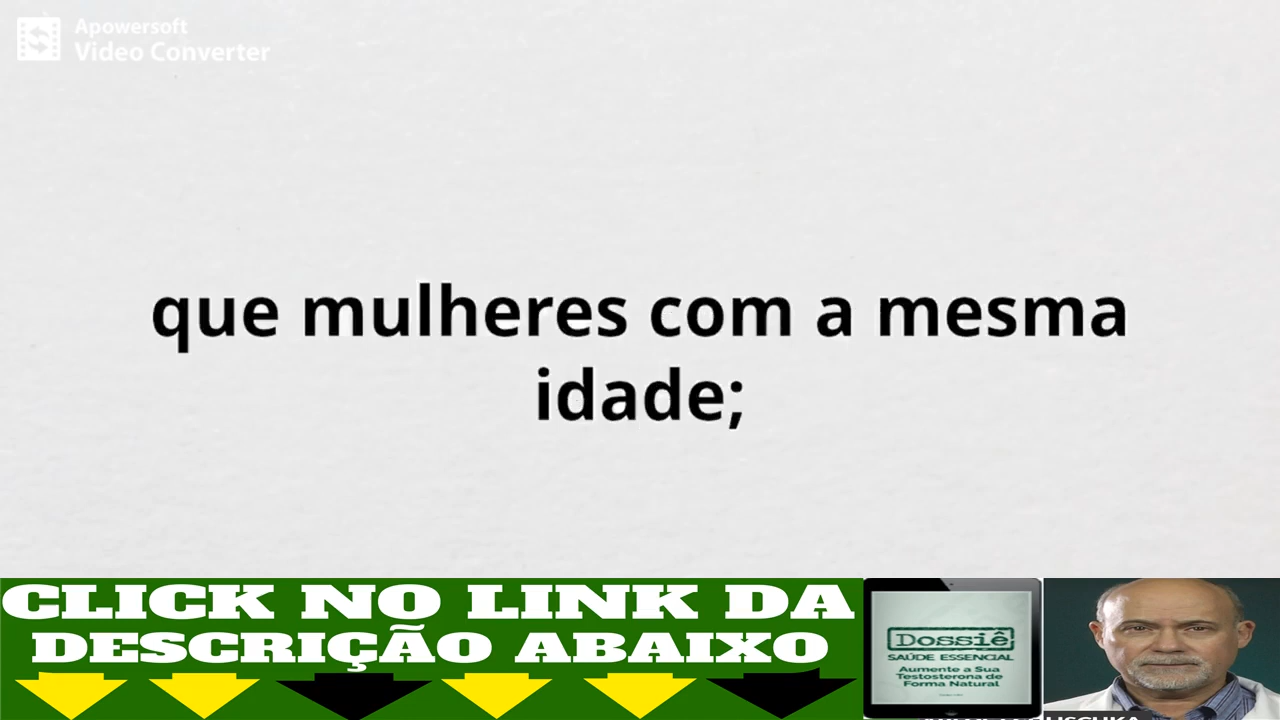 Apowersoft
Video Converter
que mulheres com a mesma
idade;
CLICK NO LINK DA
DESCRIÇÃO ABAIXO
Dossiê
SAÚDE ESSENCIAL
Aumente a Sua
Testosterona de
Forma Natural